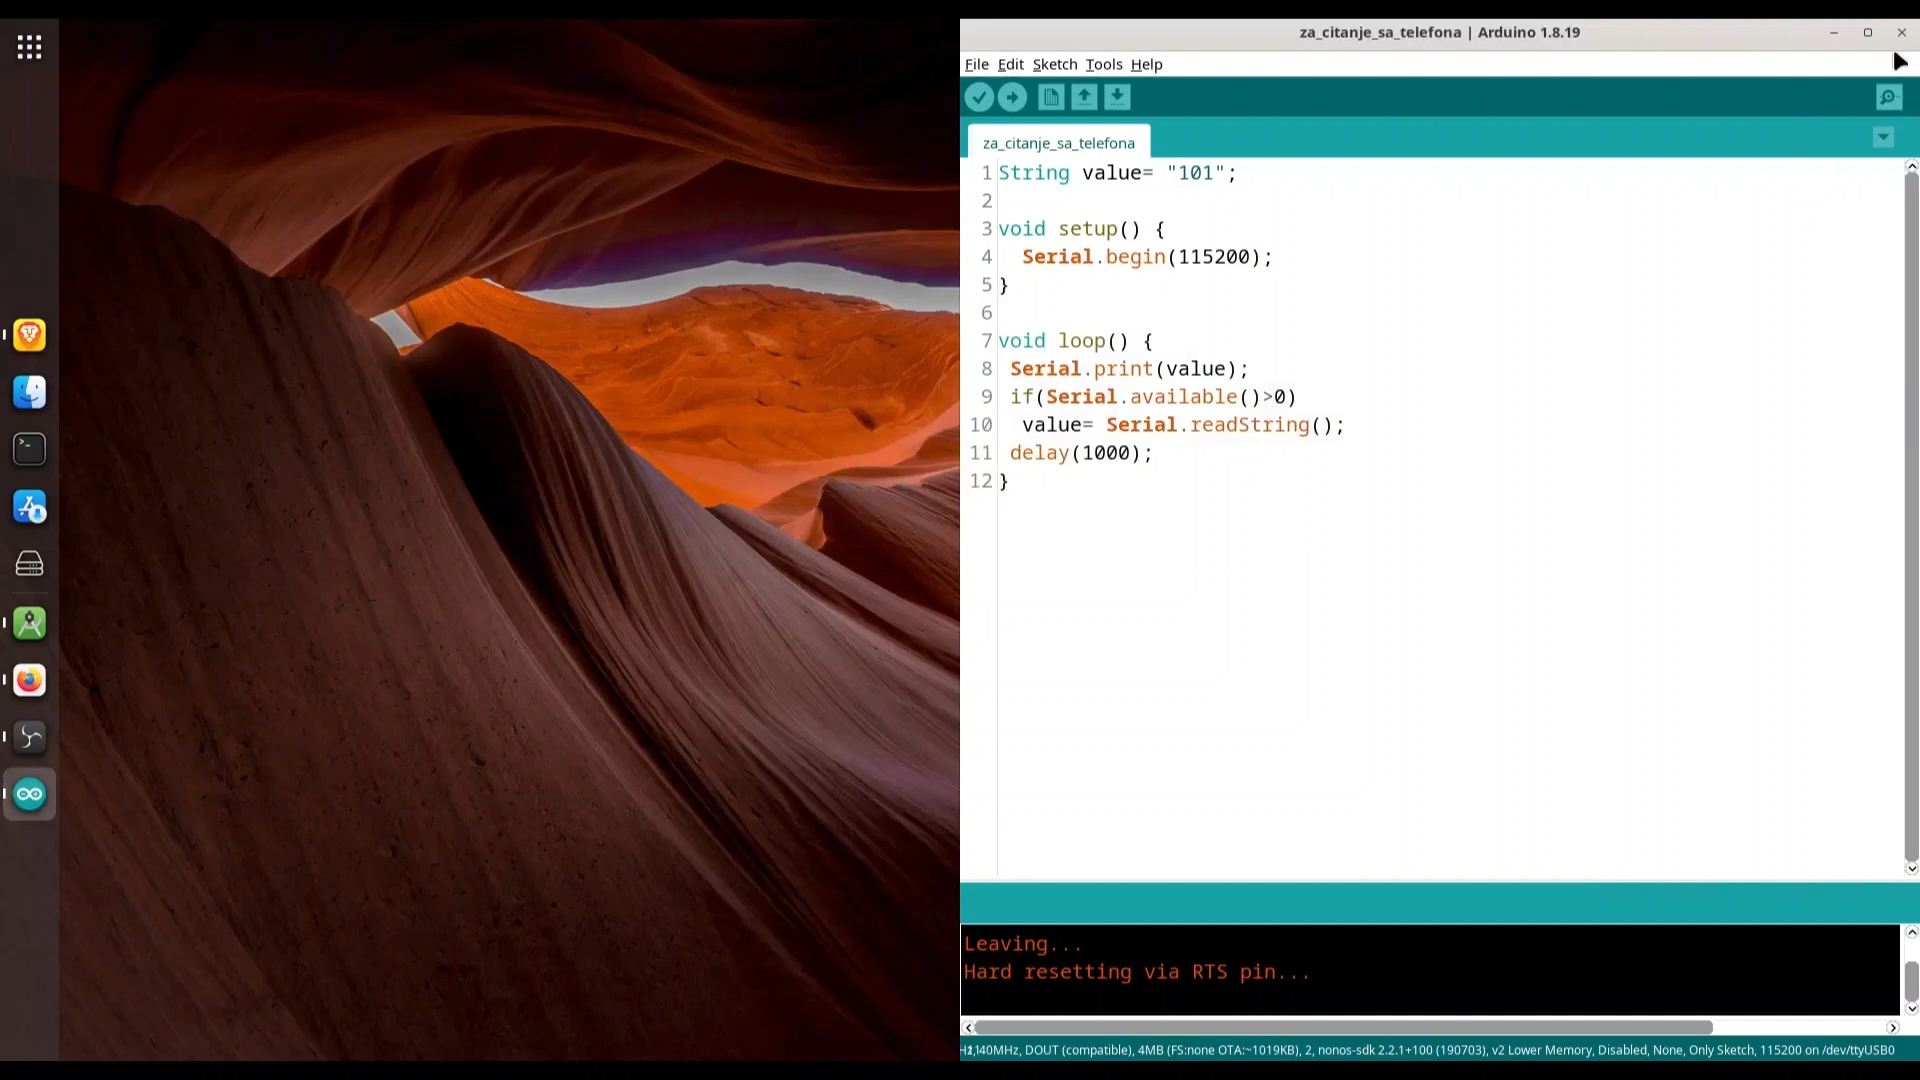 za_citanje_sa_telefona | Arduino 1.8.19
File Edit Sketch Tools Help
za_citanje_sa_telefona
1 String value= "101";
2
3 void setup() {
4 Serial.begin(115200);
5 }
6
7 void loop() {
8 Serial.print(value);
9 if(Serial.available()>0)
10 value= Serial.readString();
11 delay(1000);
12 }
Leaving...
Hard resetting via RTS pin...
40MHz, DOUT (compatible), 4MB (FS:none OTA:~1019KB), 2, nonos-sdk 2.2.1+100 (190703), v2 Lower Memory, Disabled, None, Only Sketch, 115200 on /dev/ttyUSB0